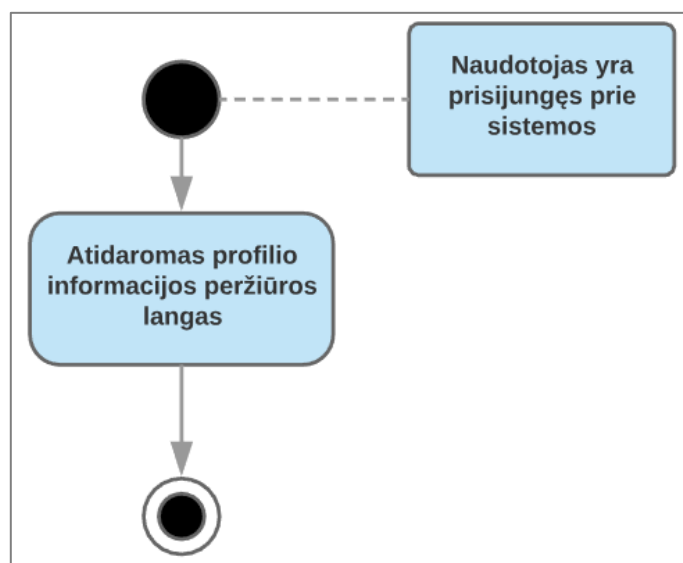 Naudotojas yra
prisijungęs prie
sistemos
Atidaromas profilio
informacijos peržiūros
langas